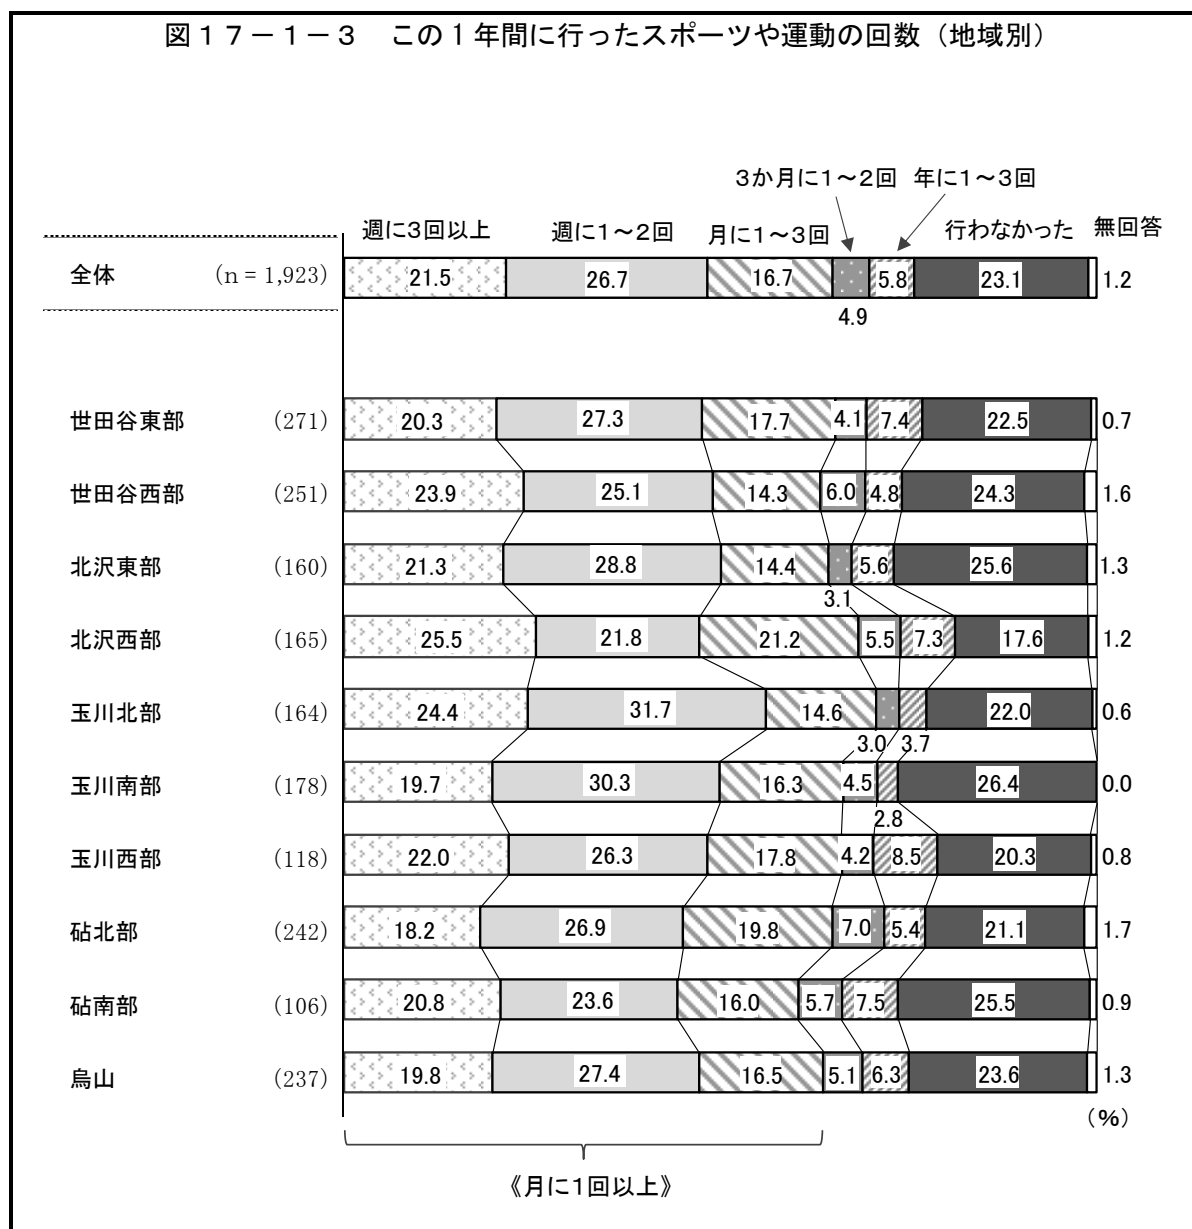 図１７－１－３　この１年間に行ったスポーツや運動の回数（地域別）
３か月に１～２回　年に１～３回
週に３回以上　週に１～２回　月に１～３回　行わなかった　無回答
全体　(n = 1,923)　21.5　26.7　16.7　5.8　23.1　1.2
4.9
世田谷東部　(271)　20.3　27.3　17.7　4.1　7.4　22.5　0.7
世田谷西部　(251)　23.9　25.1　14.3　6.0　4.8　24.3　1.6
北沢東部　(160)　21.3　28.8　14.4　5.6　25.6　1.3
3.1
北沢西部　(165)　25.5　21.8　21.2　5.5　7.3　17.6　1.2
玉川北部　(164)　24.4　31.7　14.6　22.0　0.6
3.0　3.7
玉川南部　(178)　19.7　30.3　16.3　4.5　26.4　0.0
2.8
玉川西部　(118)　22.0　26.3　17.8　4.2　8.5　20.3　0.8
砧北部　(242)　18.2　26.9　19.8　7.0　5.4　21.1　1.7
砧南部　(106)　20.8　23.6　16.0　5.7　7.5　25.5　0.9
烏山　(237)　19.8　27.4　16.5　5.1　6.3　23.6　1.3
（％）
《月に１回以上》